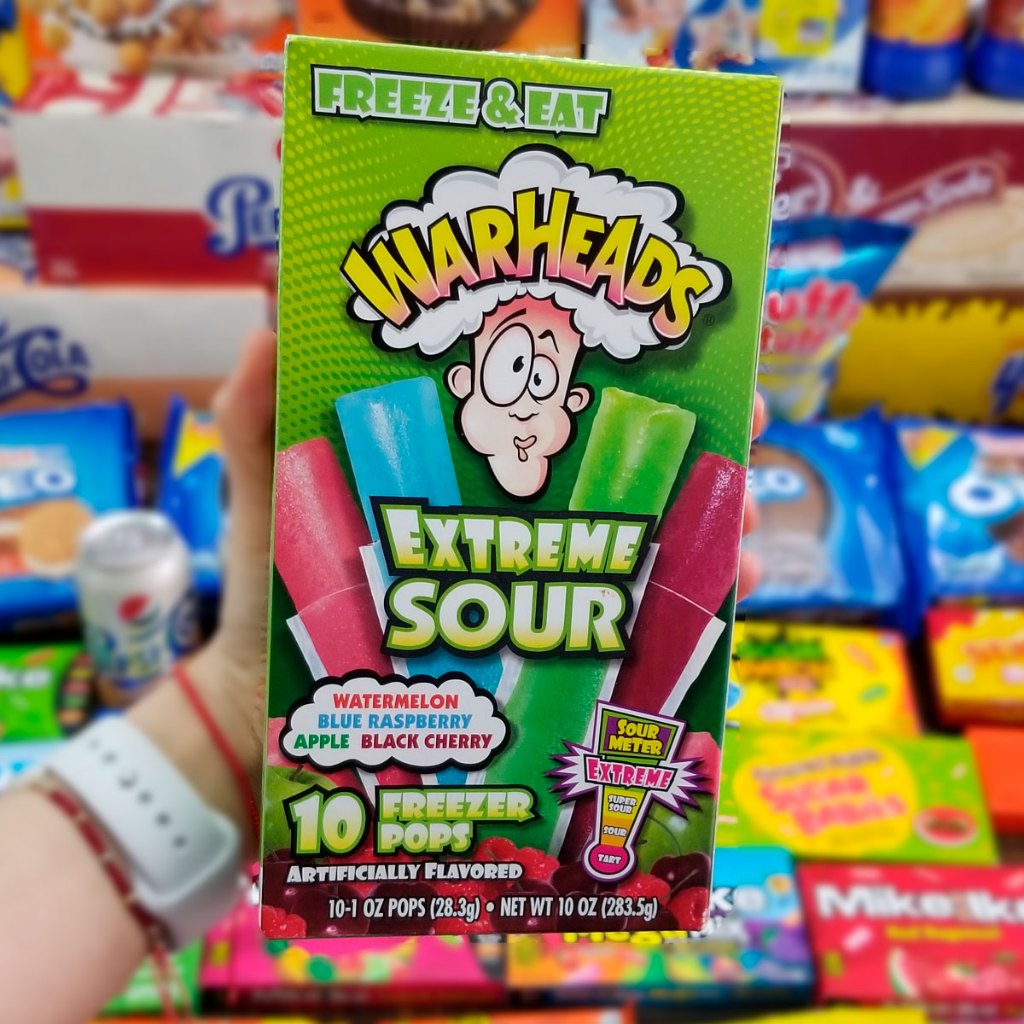 FREEZE & EAT
WARHEADS®
EXTREME
SOUR
WATERMELON
BLUE RASPBERRY
APPLE BLACK CHERRY
SOUR
METER
EXTREME
SUPER
SOUR
SOUR
TART
10 FREEZER
POPS
ARTIFICIALLY FLAVORED
10-1 OZ POPS (28.3g) • NET WT 10 OZ (283.5g)
Mike